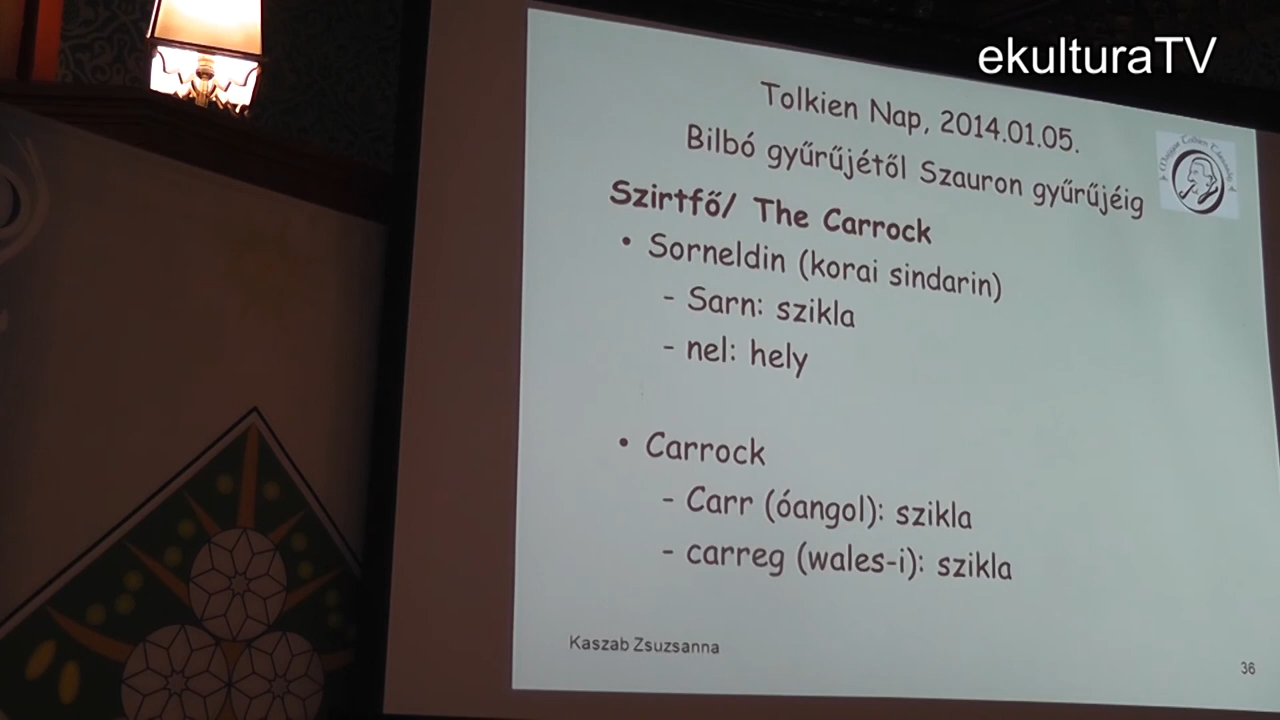 ekulturaTV
Tolkien Nap, 2014.01.05.
Bilbó gyűrűjétől Szauron gyűrűjéig
Szirtfő/ The Carrock
• Sorneldin (korai sindarin)
- Sarn: szikla
- nel: hely
• Carrock
- Carr (óangol): szikla
- carreg (wales-i): szikla
Kaszab Zsuzsanna
36